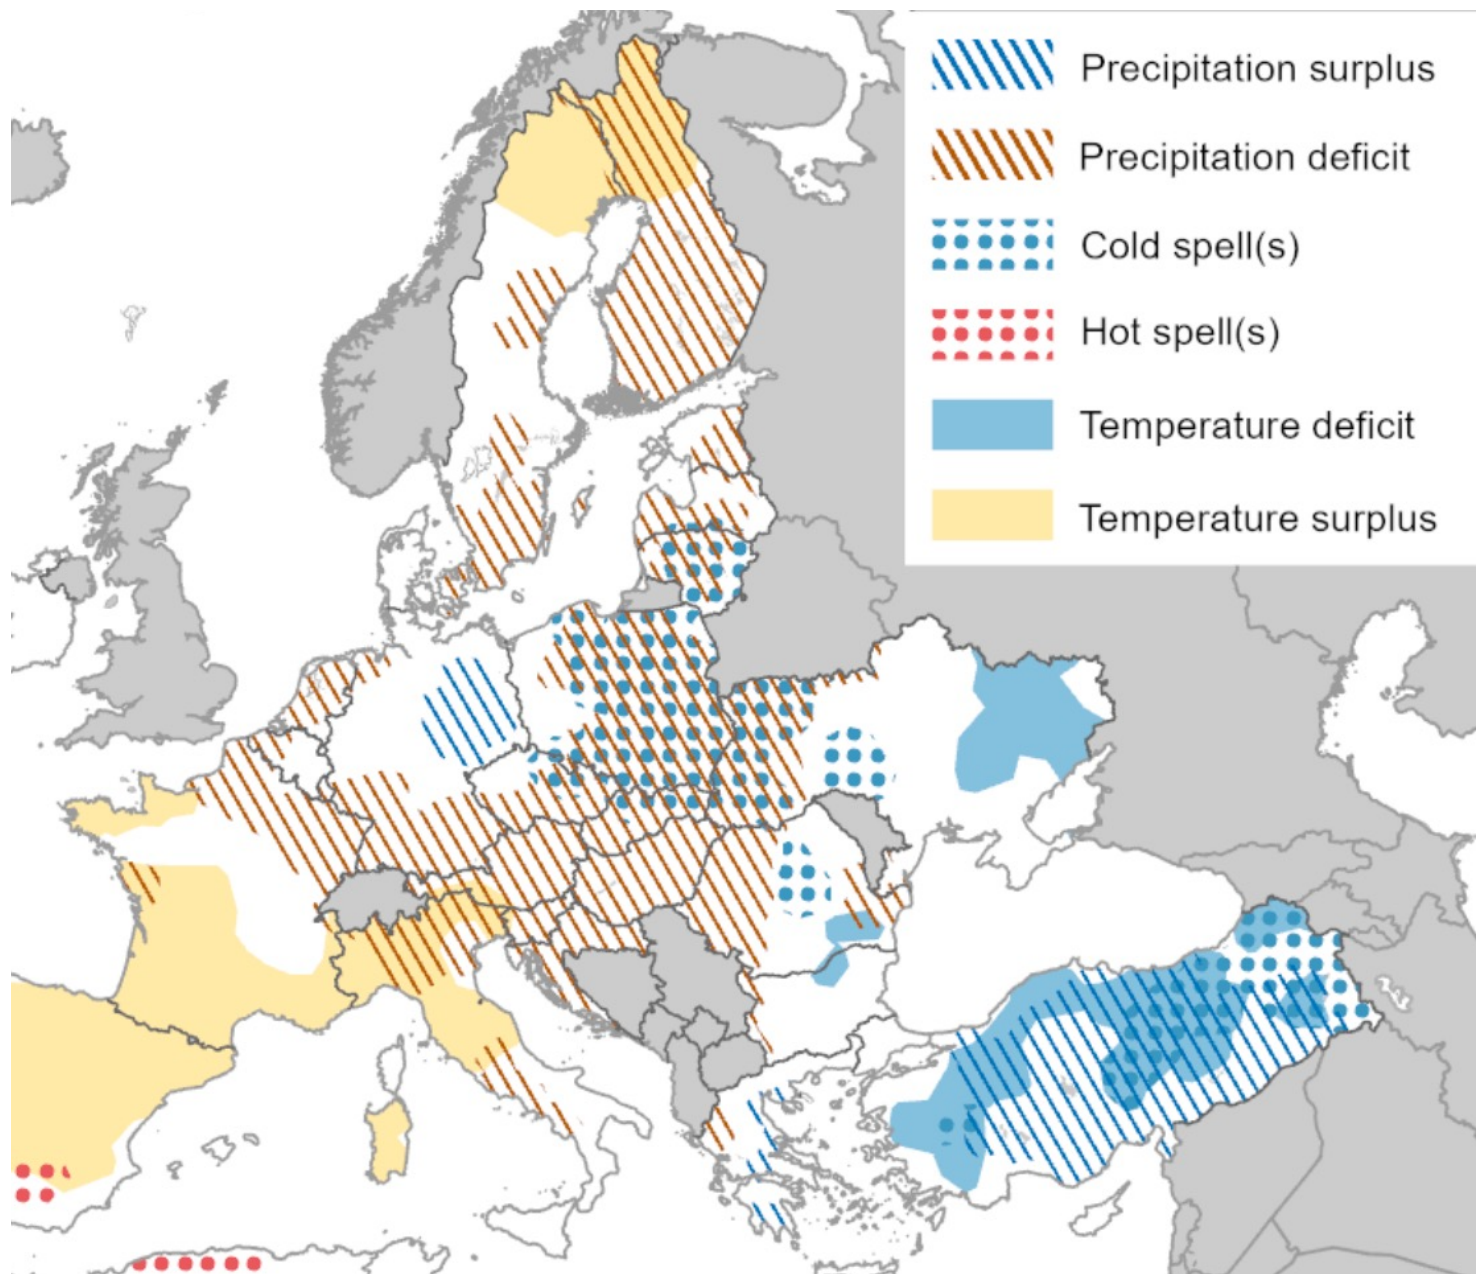 Precipitation surplus
Precipitation deficit
Cold spell(s)
Hot spell(s)
Temperature deficit
Temperature surplus